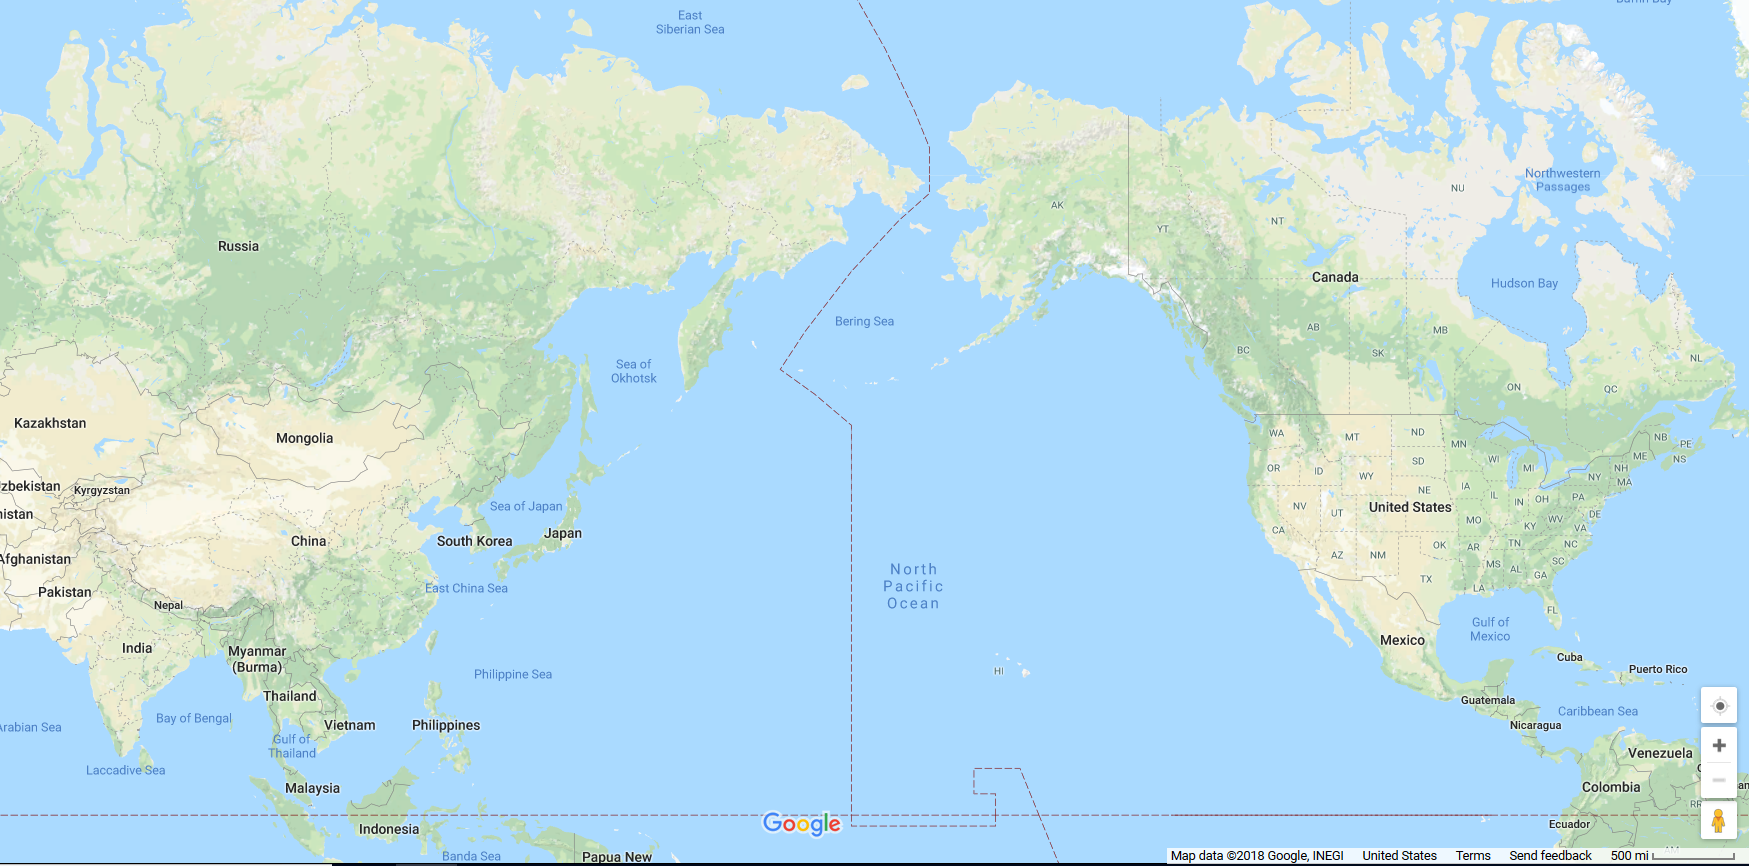 Baffin Bay
East
Siberian Sea
Northwestern
Passages
NU
AK
NT
YT
Russia
Canada
Hudson Bay
Bering Sea
AB
MB
BC
SK
NL
Sea of
Okhotsk
ON
QC
Kazakhstan
Mongolia
WA
MT
ND
MN
NB
PE
ME
NS
OR
ID
SD
WI
MI
NH
WY
NY
MA
Kyrgyzstan
NE
IA
IL
IN
OH
PA
NV
UT
United States
DE
Sea of Japan
MO
KY
WV
VA
CA
Japan
South Korea
China
OK
AR
TN
NC
AZ
NM
Afghanistan
MS
AL
SC
GA
TX
LA
North
Pacific
Ocean
East China Sea
Pakistan
Nepal
FL
Gulf of
Mexico
India
Myanmar
(Burma)
Mexico
Cuba
Puerto Rico
HI
Philippine Sea
Thailand
Guatemala
Caribbean Sea
Bay of Bengal
Vietnam
Philippines
Nicaragua
Arabian Sea
Gulf of
Thailand
Venezuela
Laccadive Sea
Malaysia
Colombia
RR
Google
Indonesia
Ecuador
AM
Banda Sea
Papua New
Map data ©2018 Google, INEGI United States Terms Send feedback 500 mi